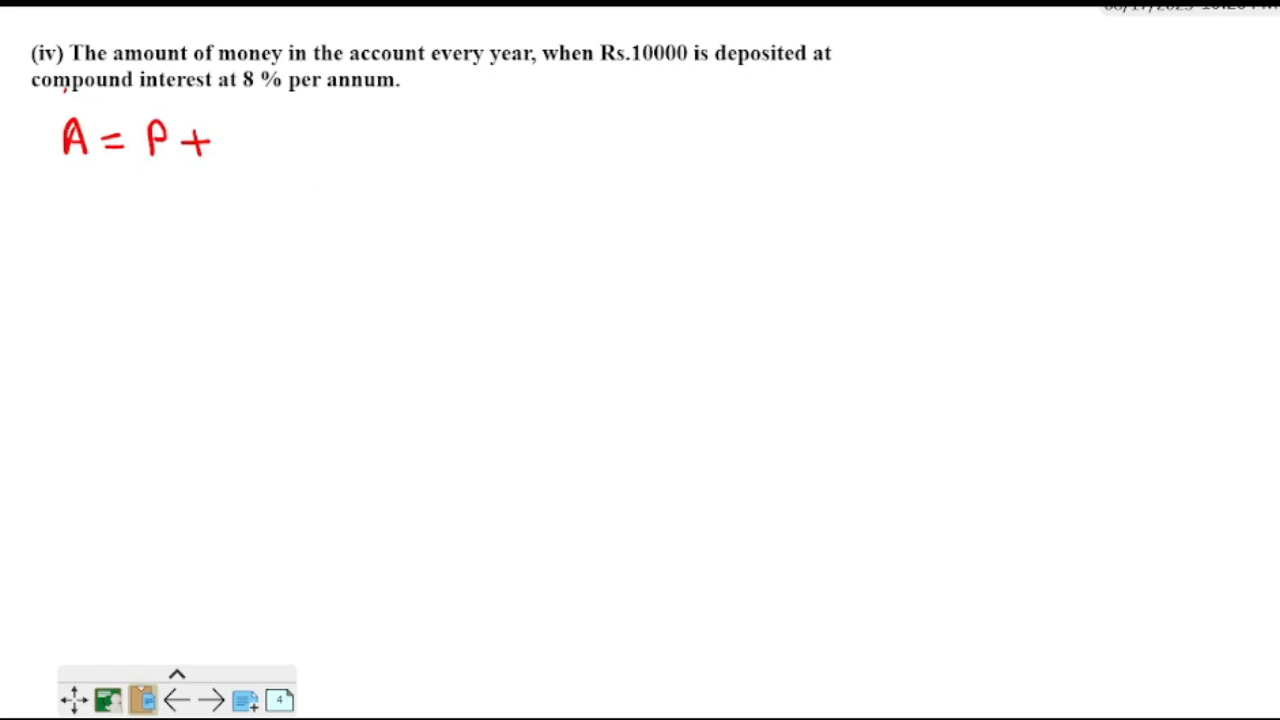 (iv) The amount of money in the account every year, when Rs.10000 is deposited at
compound interest at 8 % per annum.
A = P +
4